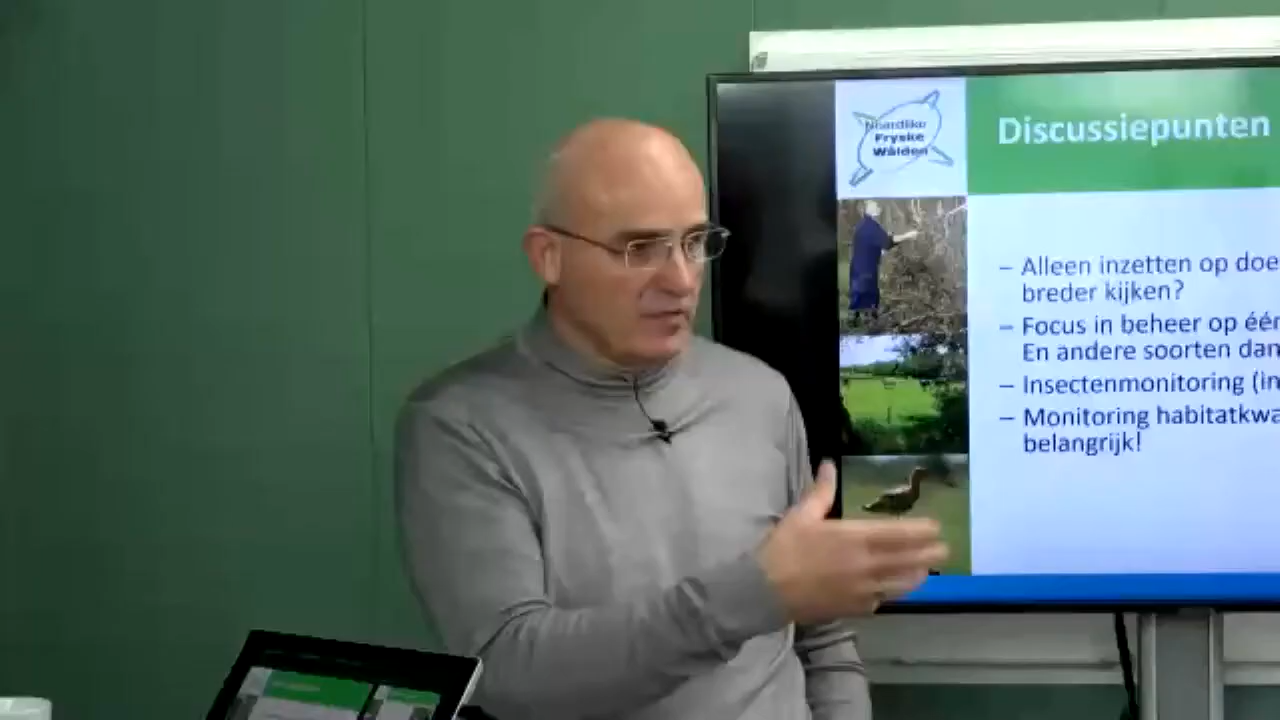 Noardlike
Fryske
Wâlden
Discussiepunten
– Alleen inzetten op doe
breder kijken?
– Focus in beheer op één
En andere soorten dan
– Insectenmonitoring (in
– Monitoring habitatkwa
belangrijk!